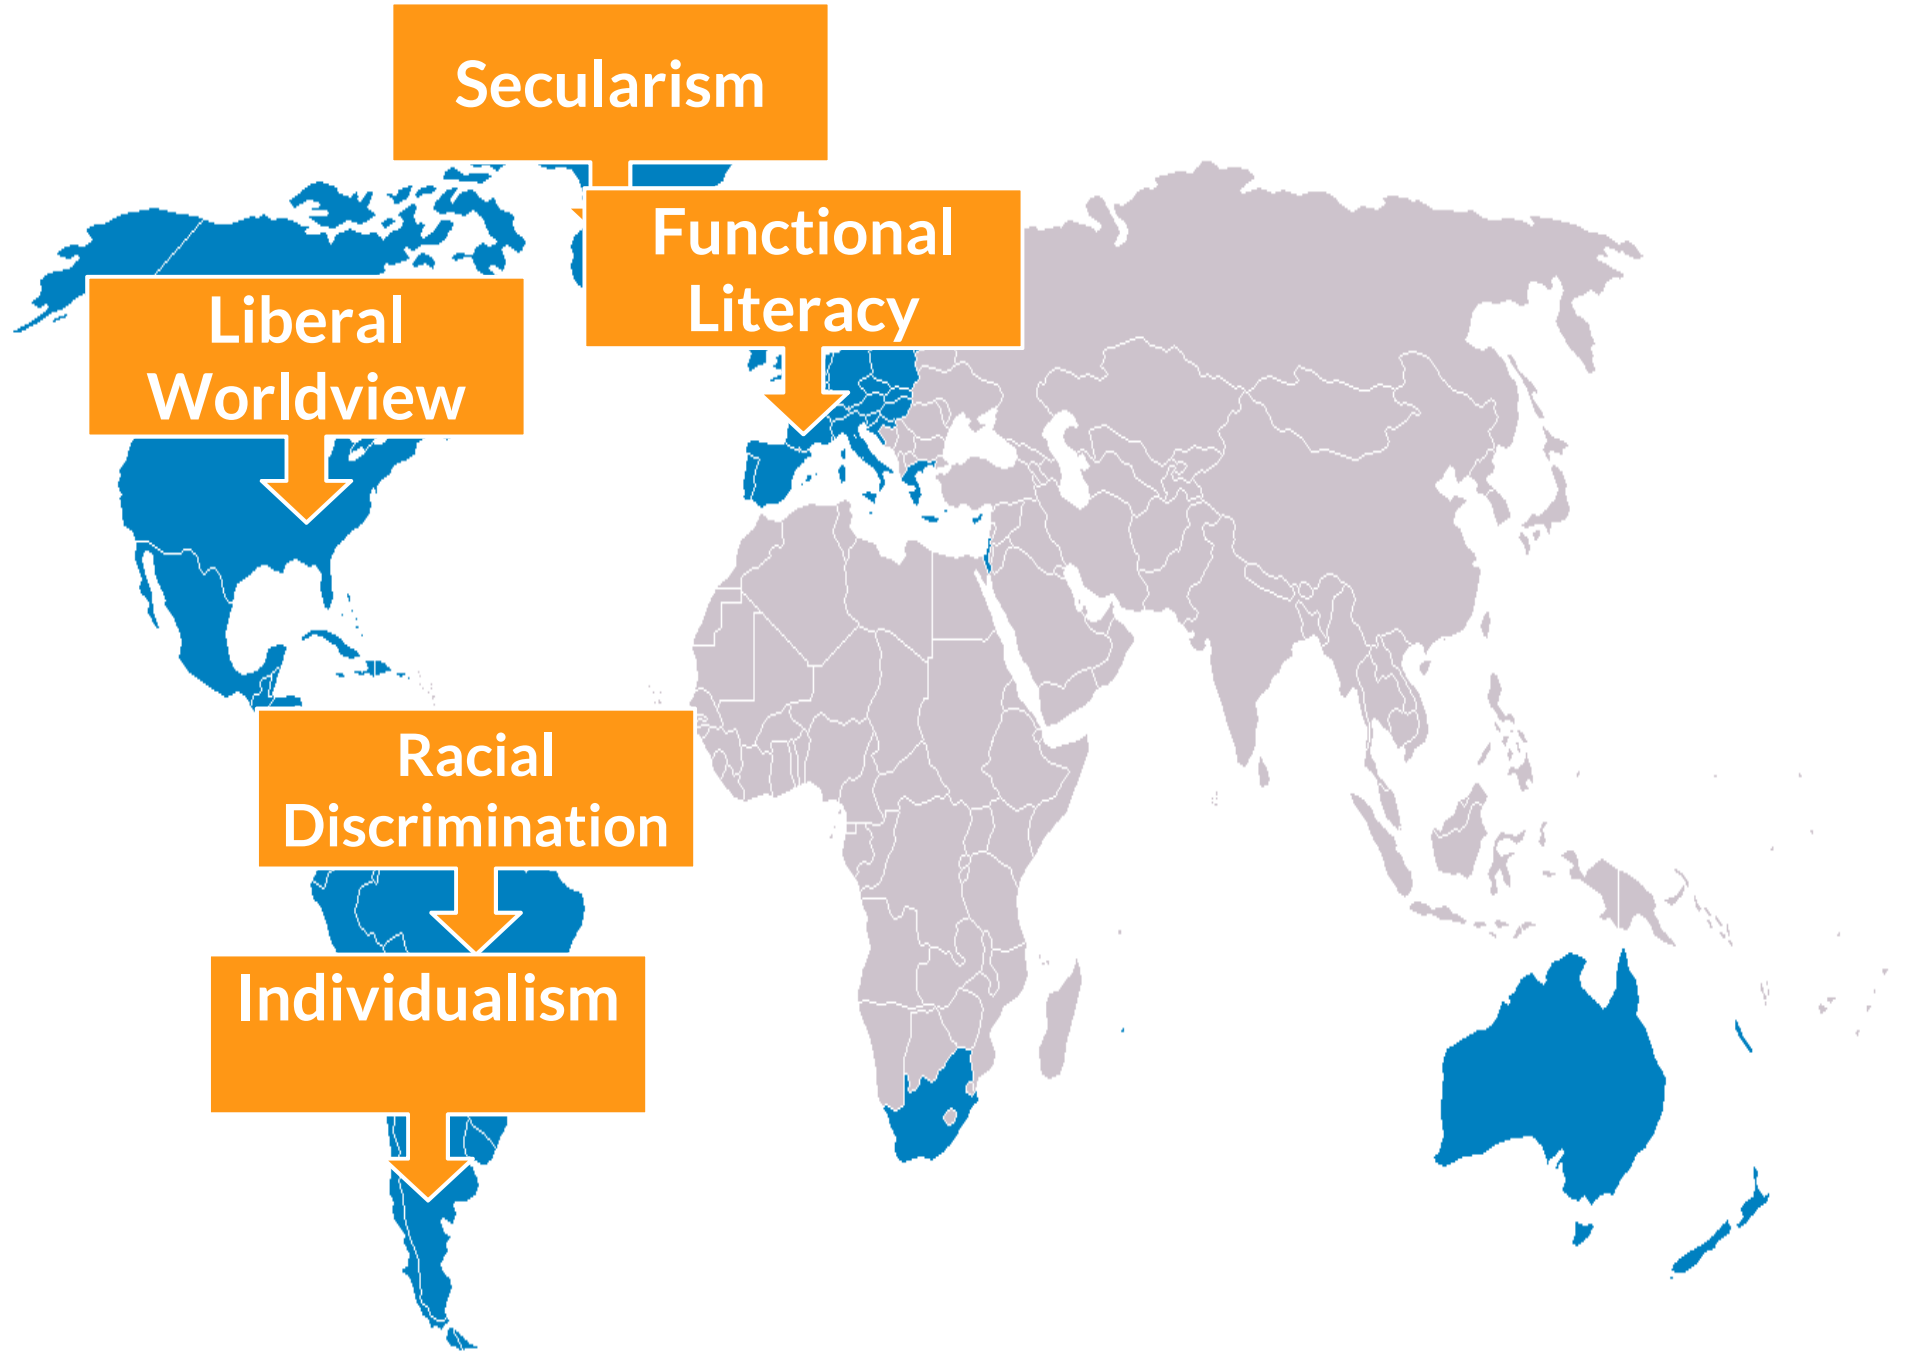 Secularism
Functional
Literacy
Liberal
Worldview
Racial
Discrimination
Individualism